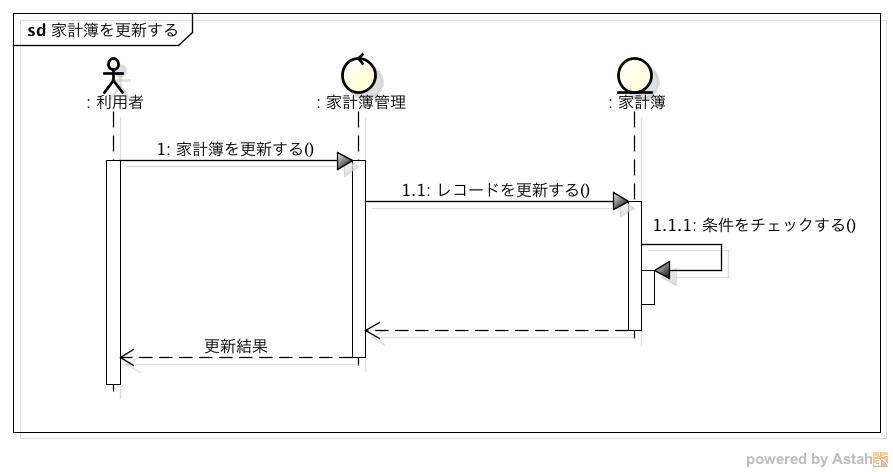 sd 家計簿を更新する
: 利用者
: 家計簿管理
: 家計簿
1: 家計簿を更新する()
1.1: レコードを更新する()
1.1.1: 条件をチェックする()
更新結果
powered by Astah